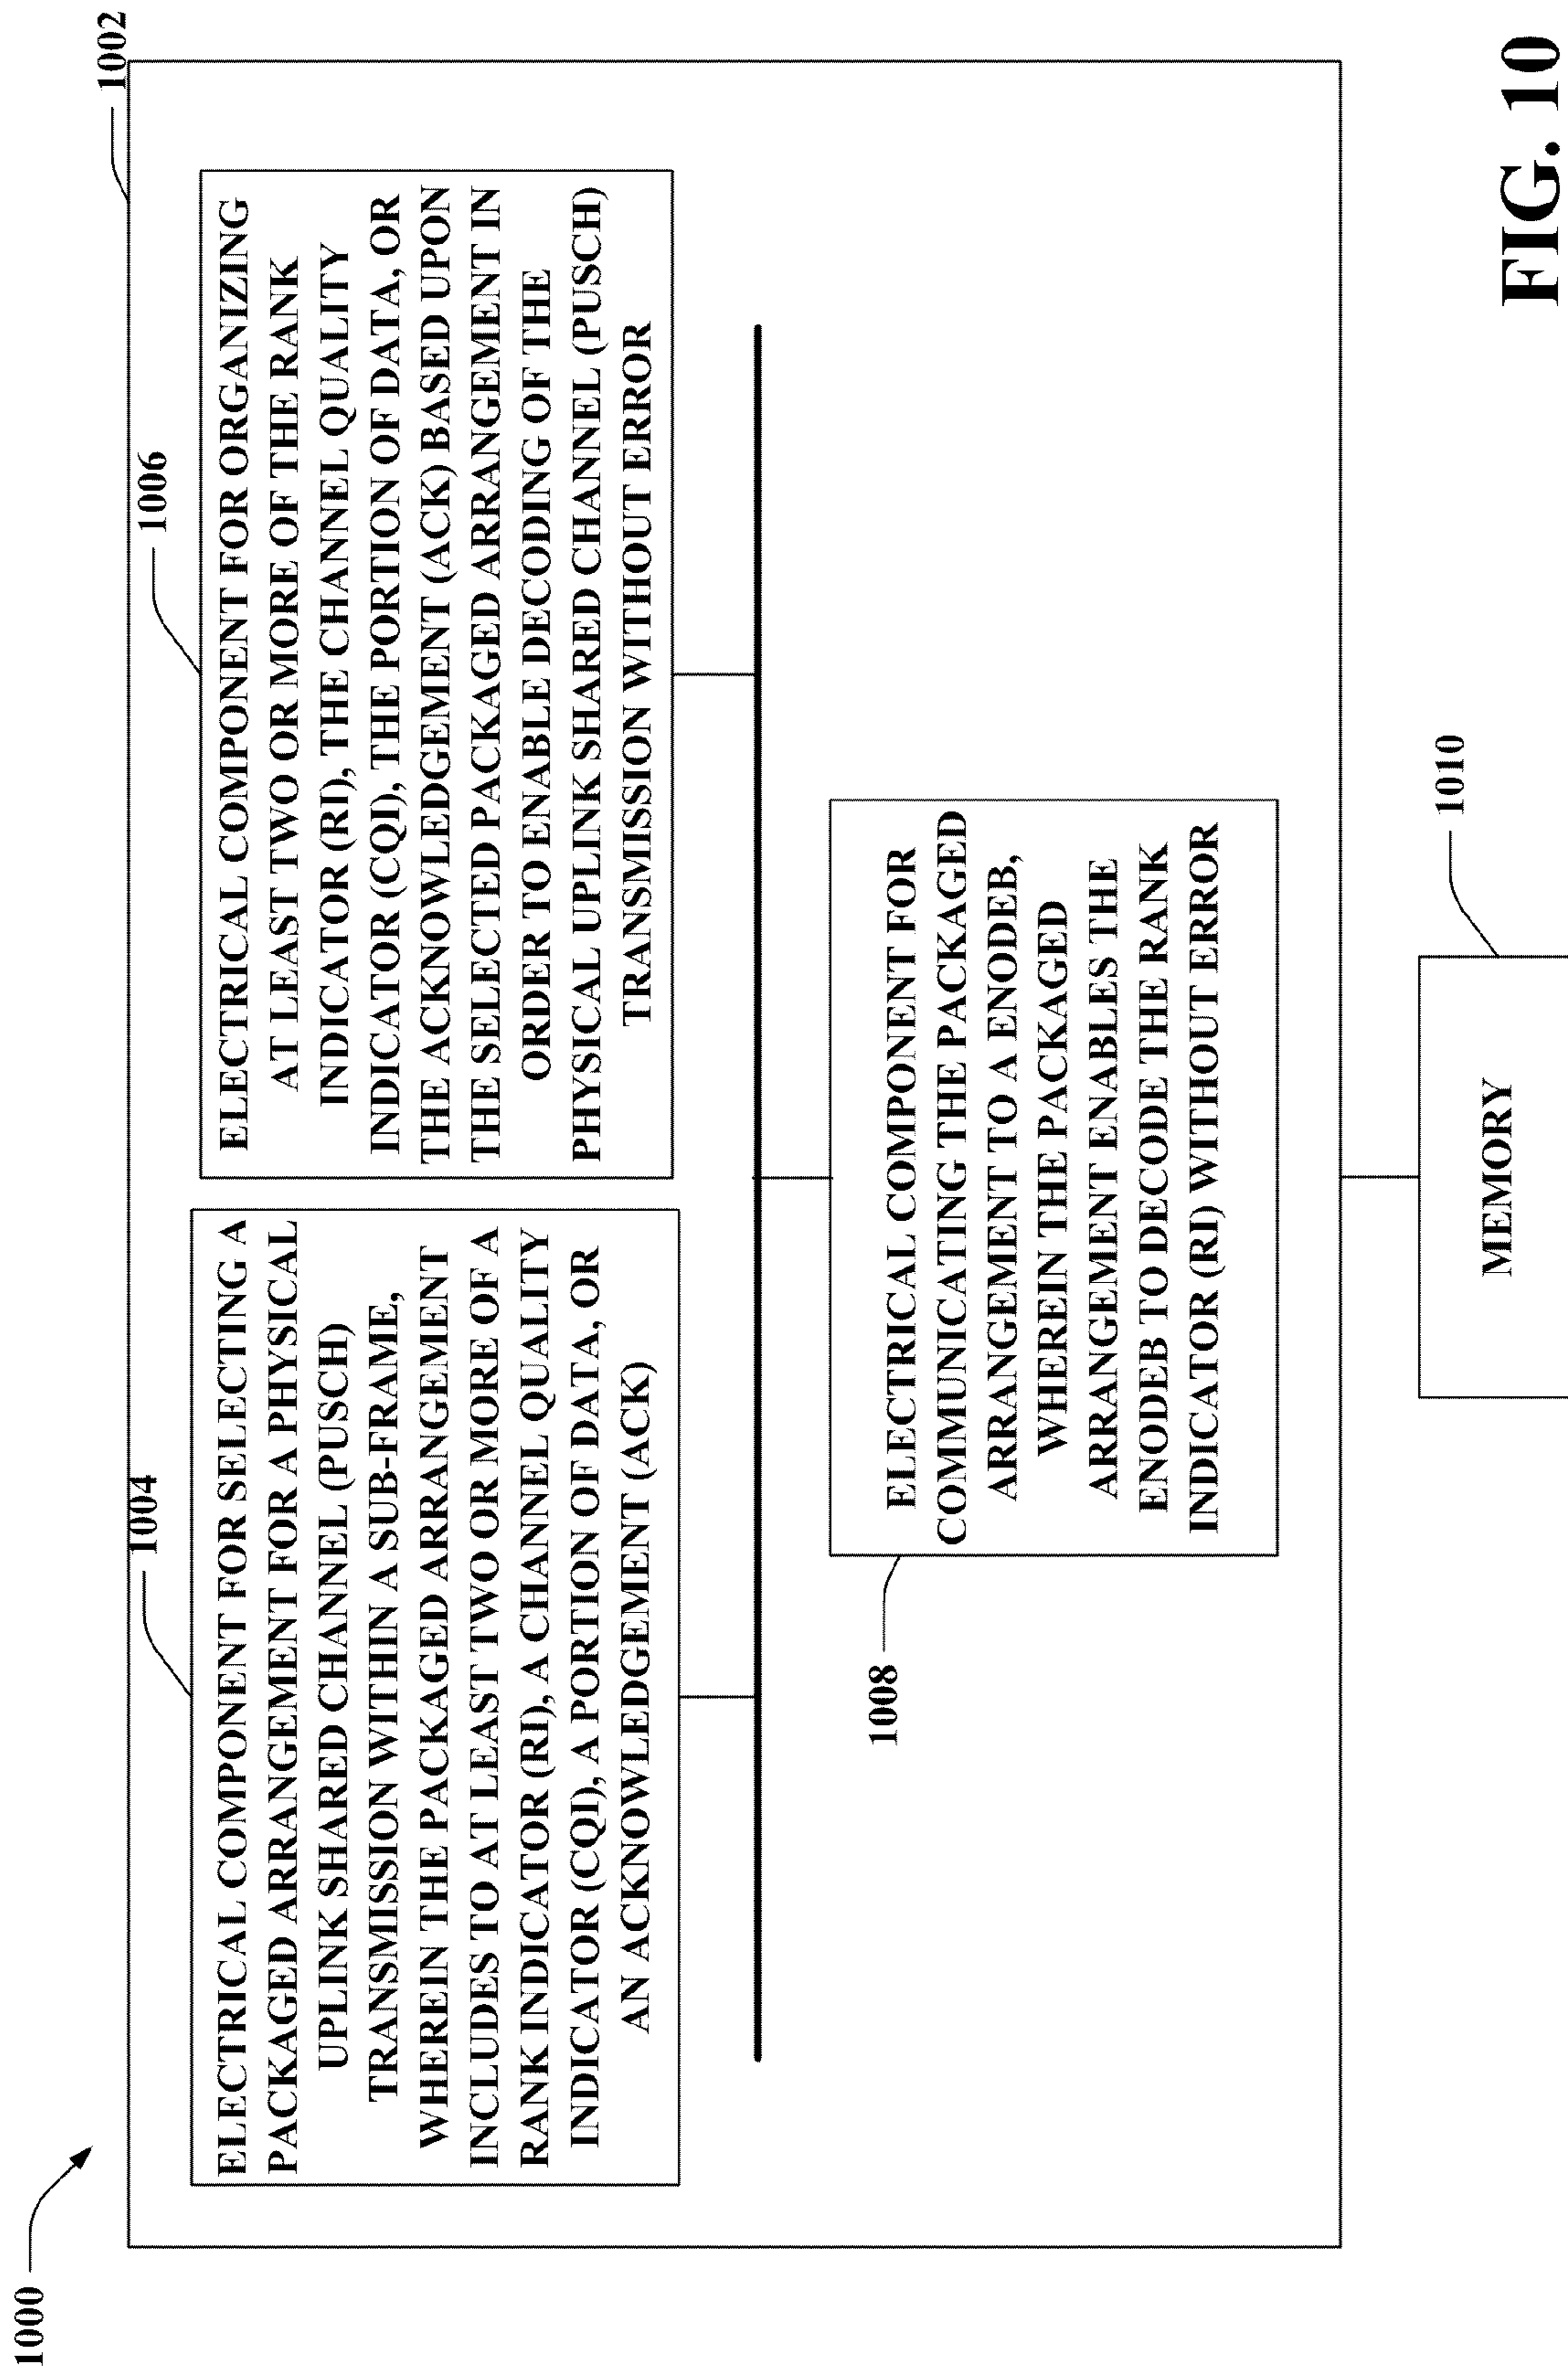 1000
1002
1004
ELECTRICAL COMPONENT FOR SELECTING A
PACKAGED ARRANGEMENT FOR A PHYSICAL
UPLINK SHARED CHANNEL (PUSCH)
TRANSMISSION WITHIN A SUB-FRAME,
WHEREIN THE PACKAGED ARRANGEMENT
INCLUDES TO AT LEAST TWO OR MORE OF A
RANK INDICATOR (RI), A CHANNEL QUALITY
INDICATOR (CQI), A PORTION OF DATA, OR
AN ACKNOWLEDGEMENT (ACK)
1006
ELECTRICAL COMPONENT FOR ORGANIZING
AT LEAST TWO OR MORE OF THE RANK
INDICATOR (RI), THE CHANNEL QUALITY
INDICATOR (CQI), THE PORTION OF DATA, OR
THE ACKNOWLEDGEMENT (ACK) BASED UPON
THE SELECTED PACKAGED ARRANGEMENT IN
ORDER TO ENABLE DECODING OF THE
PHYSICAL UPLINK SHARED CHANNEL (PUSCH)
TRANSMISSION WITHOUT ERROR
1008
ELECTRICAL COMPONENT FOR
COMMUNICATING THE PACKAGED
ARRANGEMENT TO A ENODEB,
WHEREIN THE PACKAGED
ARRANGEMENT ENABLES THE
ENODEB TO DECODE THE RANK
INDICATOR (RI) WITHOUT ERROR
1010
MEMORY
FIG. 10